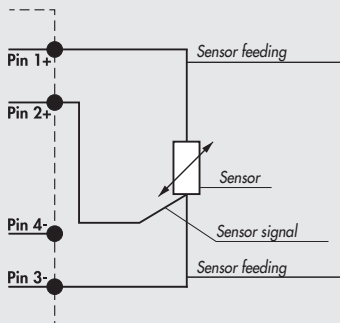 Sensor feeding
Pin 1+
Pin 2+
Sensor
Pin 4-
Sensor signal
Sensor feeding
Pin 3-